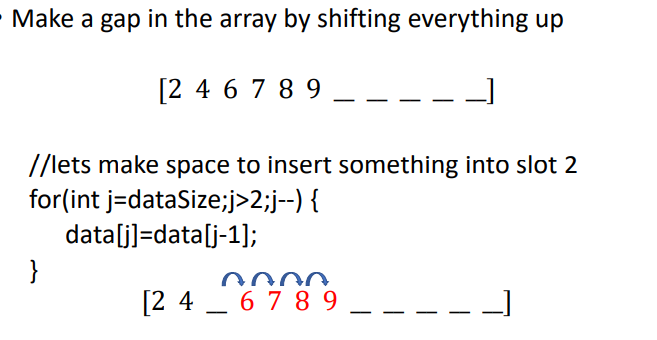 • Make a gap in the array by shifting everything up
[2 4 6 7 8 9 _ _ _ _ _]
//lets make space to insert something into slot 2
for(int j=dataSize;j>2;j--) {
data[j]=data[j-1];
}
[2 4 _ 6 7 8 9 _ _ _ _ _]